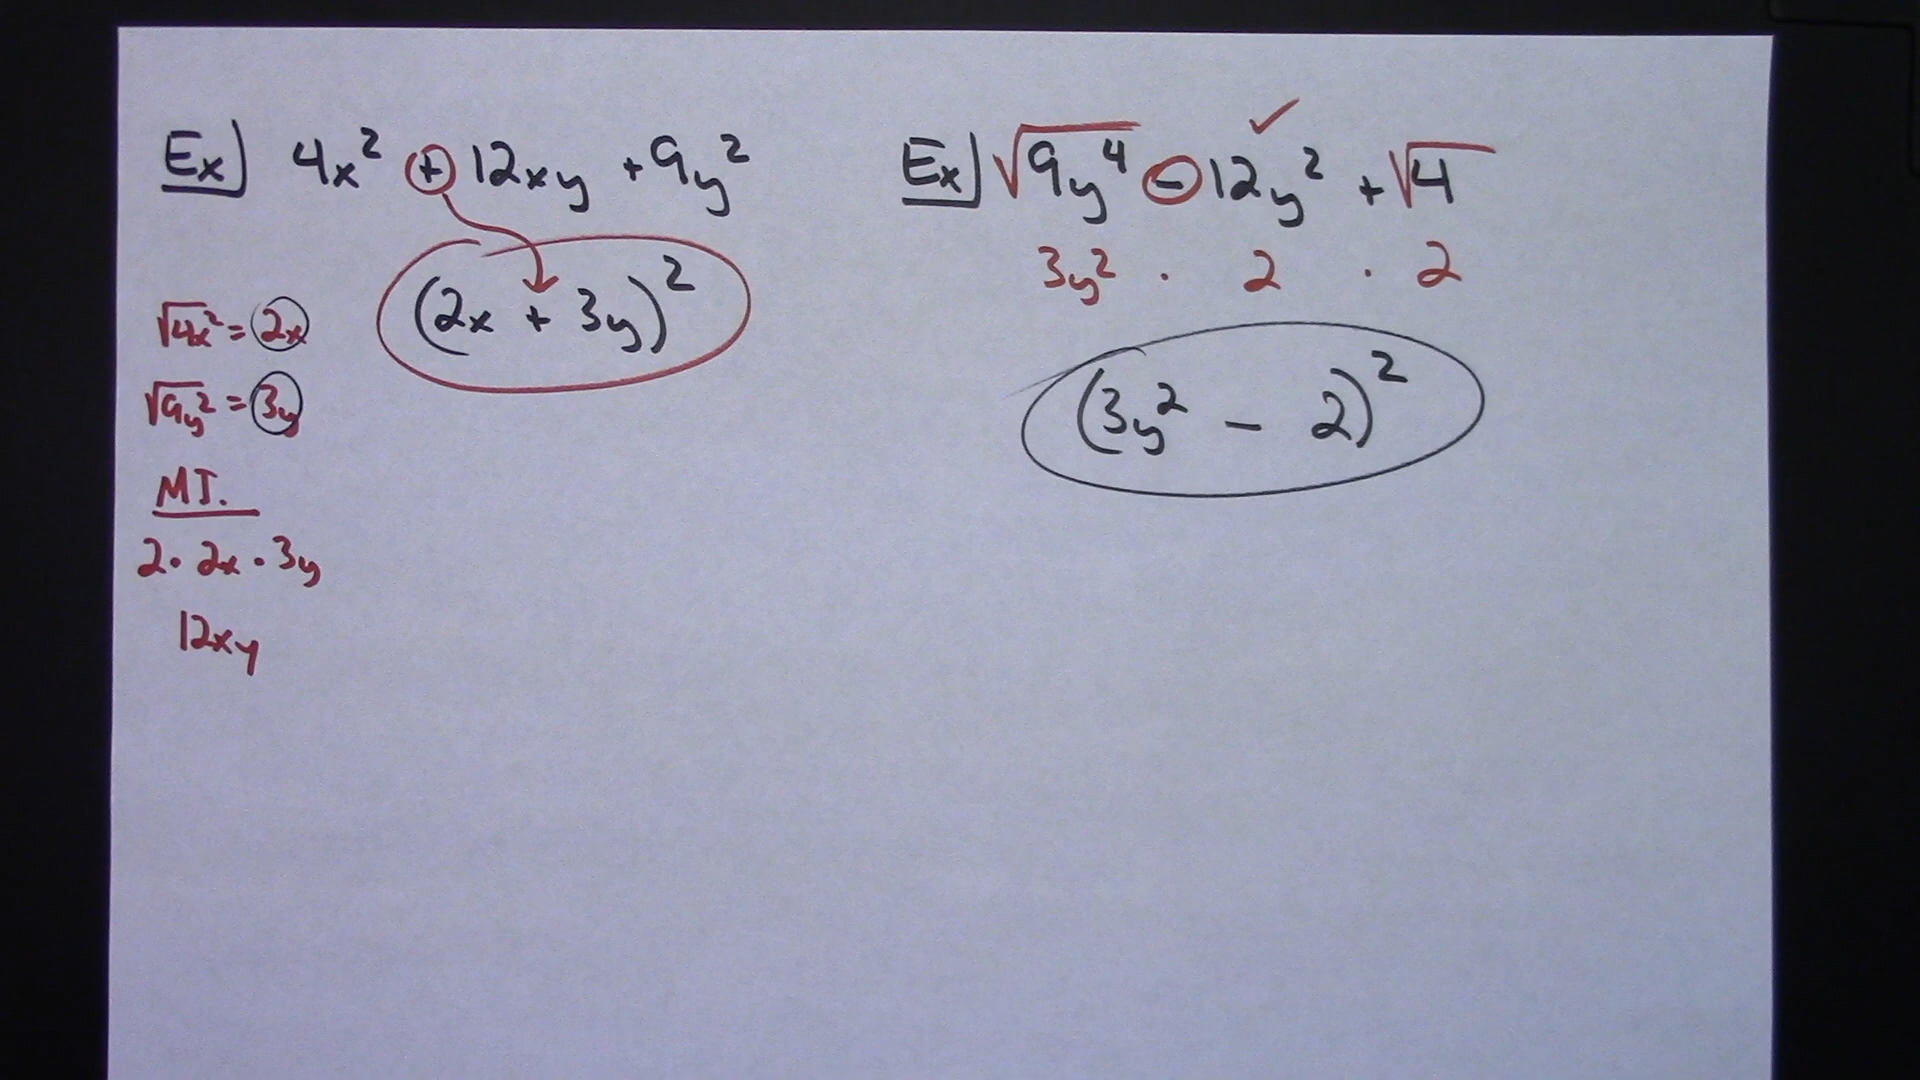 Ex) 4x² + 12xy + 9y²
(2x + 3y)²
√4x² = 2x
√9y² = 3y
MT.
2 · 2x · 3y
12xy
Ex) √9y⁴ - 12y² + √4
3y² · 2 · 2
(3y² - 2)²